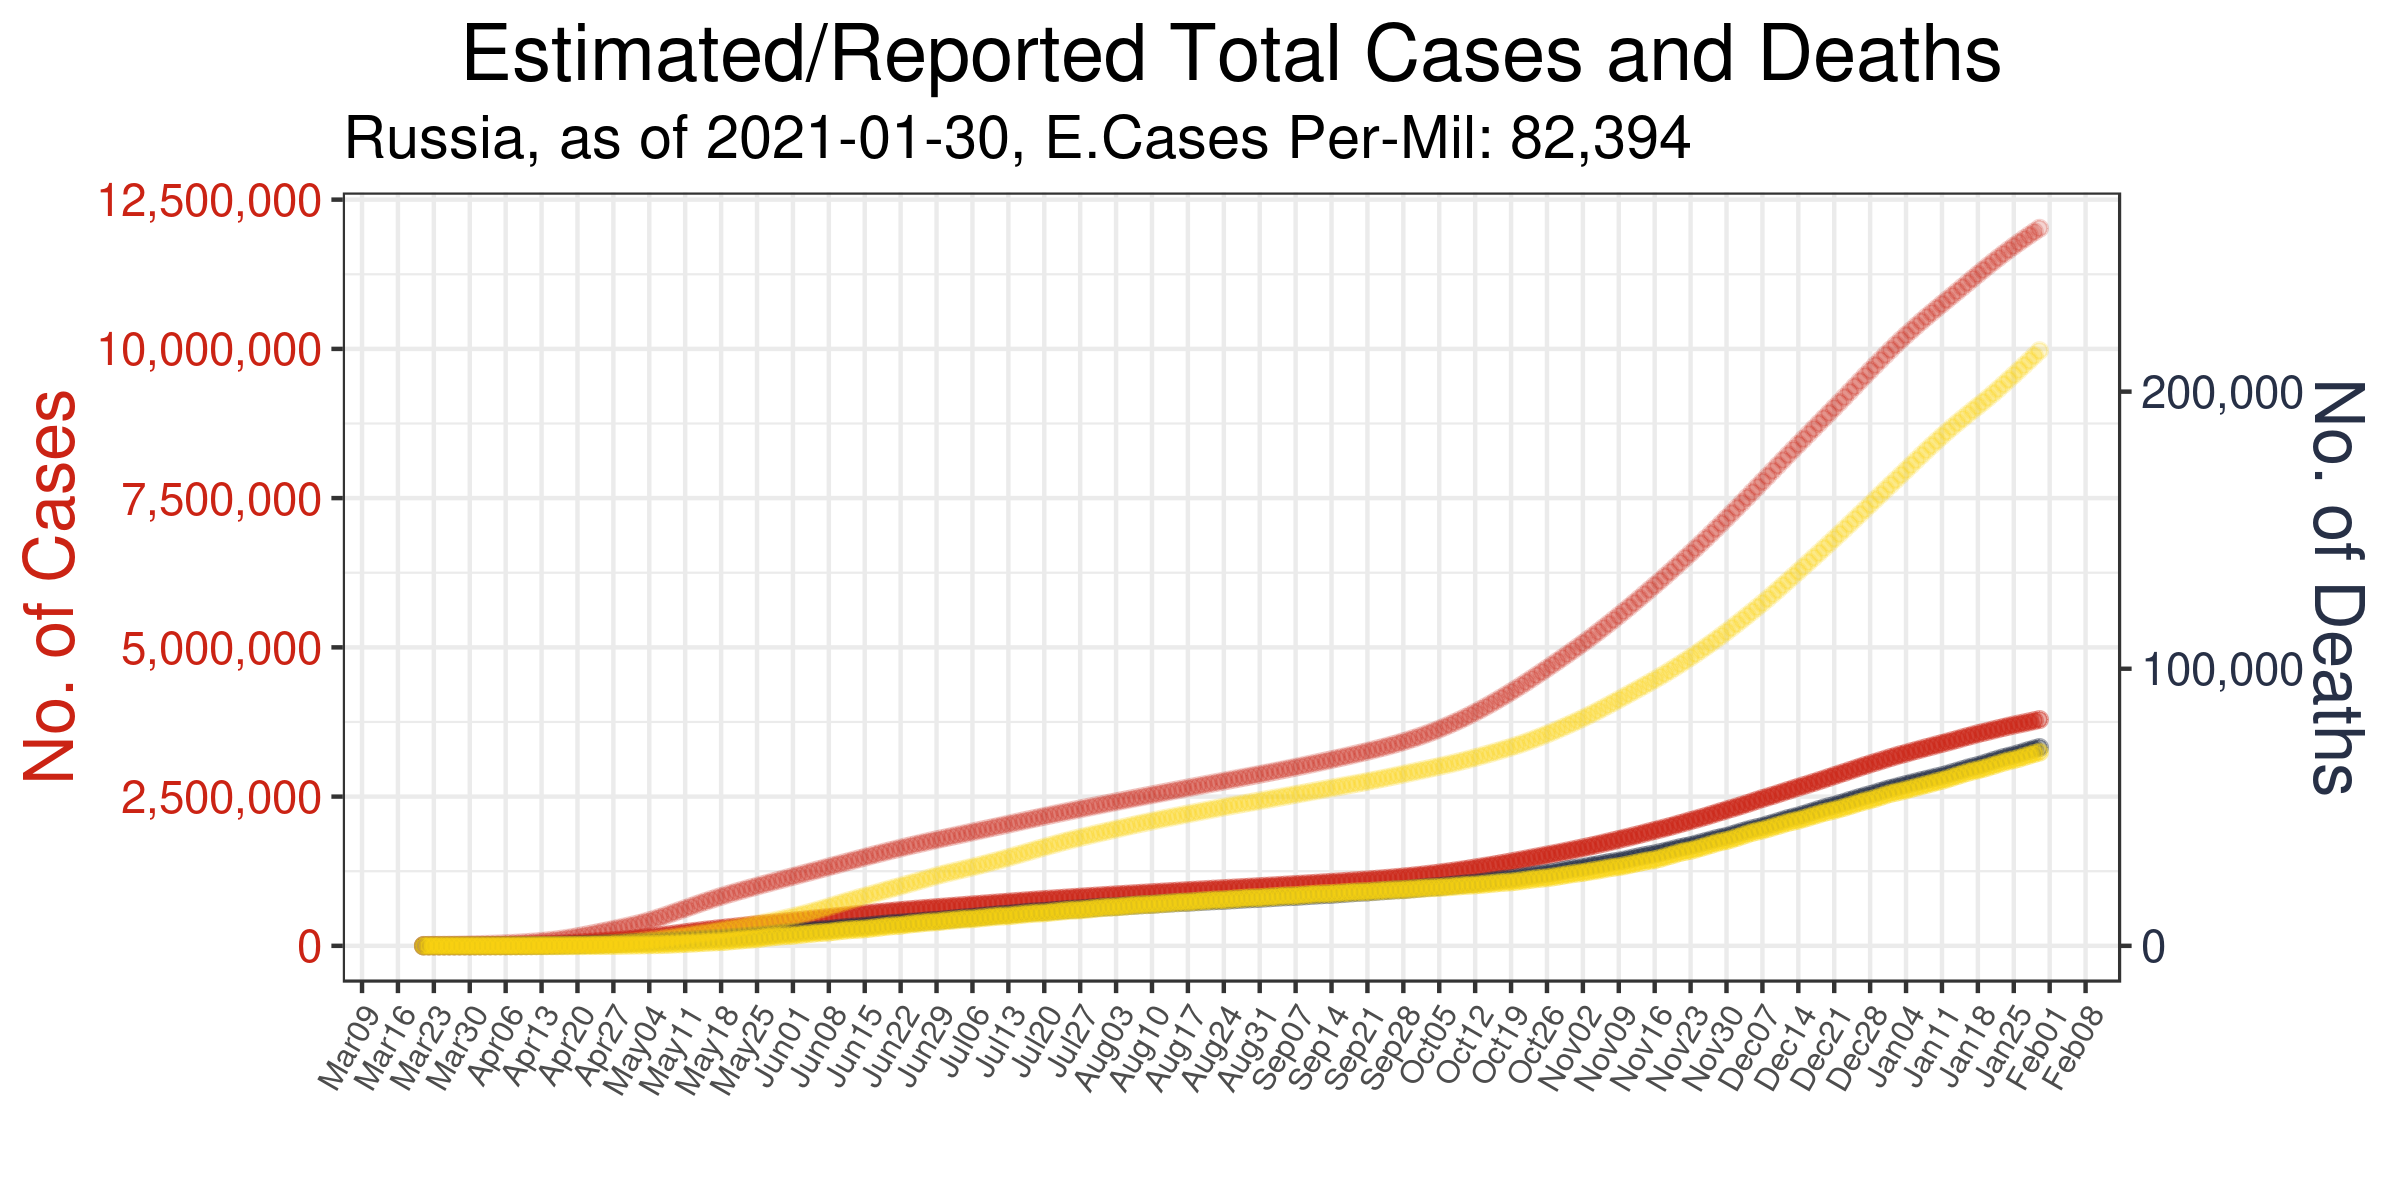 Estimated/Reported Total Cases and Deaths
Russia, as of 2021-01-30, E.Cases Per-Mil: 82,394
No. of Cases
12,500,000
10,000,000
7,500,000
5,000,000
2,500,000
0
200,000
100,000
0
No. of Deaths
Mar09
Mar16
Mar23
Mar30
Apr06
Apr13
Apr20
Apr27
May04
May11
May18
May25
Jun01
Jun08
Jun15
Jun22
Jun29
Jul06
Jul13
Jul20
Jul27
Aug03
Aug10
Aug17
Aug24
Aug31
Sep07
Sep14
Sep21
Sep28
Oct05
Oct12
Oct19
Oct26
Nov02
Nov09
Nov16
Nov23
Nov30
Dec07
Dec14
Dec21
Dec28
Jan04
Jan11
Jan18
Jan25
Feb01
Feb08